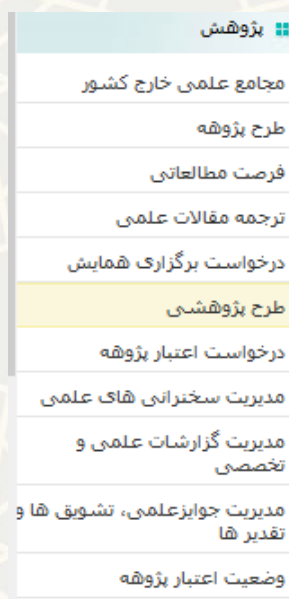 پژوهش
مجامع علمی خارج کشور
طرح پژوهه
فرصت مطالعاتی
ترجمه مقالات علمی
درخواست برگزاری همایش
طرح پژوهشی
درخواست اعتبار پژوهه
مدیریت سخنرانی های علمی
مدیریت گزارشات علمی و
تخصصی
مدیریت جوایزعلمی، تشویق ها و
تقدیر ها
وضعیت اعتبار پژوهه